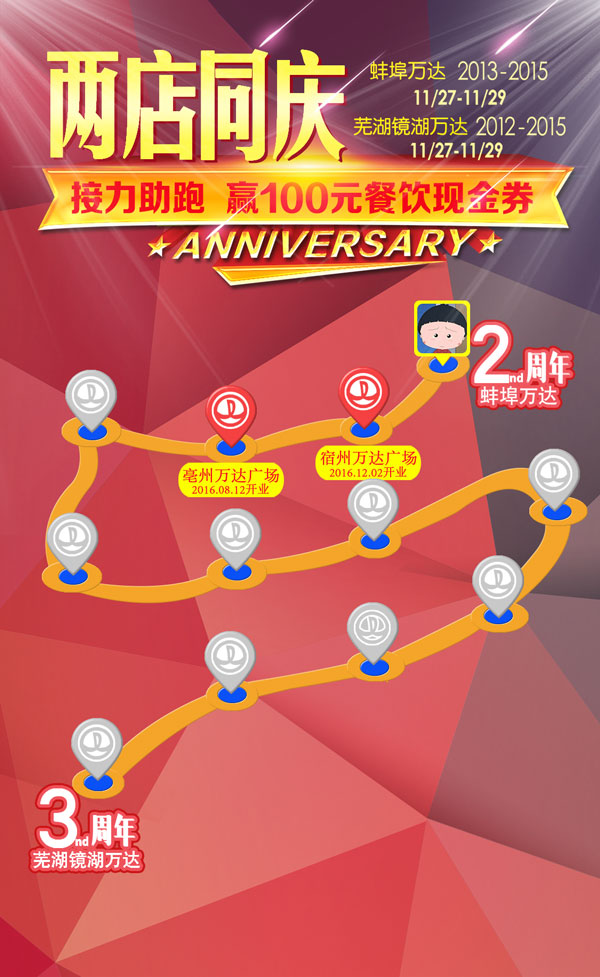 两店同庆
蚌埠万达 2013-2015
11/27-11/29
芜湖镜湖万达 2012-2015
11/27-11/29
接力助跑 赢100元餐饮现金券
ANNIVERSARY
2nd周年
蚌埠万达
亳州万达广场
2016.08.12开业
宿州万达广场
2016.12.02开业
3nd周年
芜湖镜湖万达